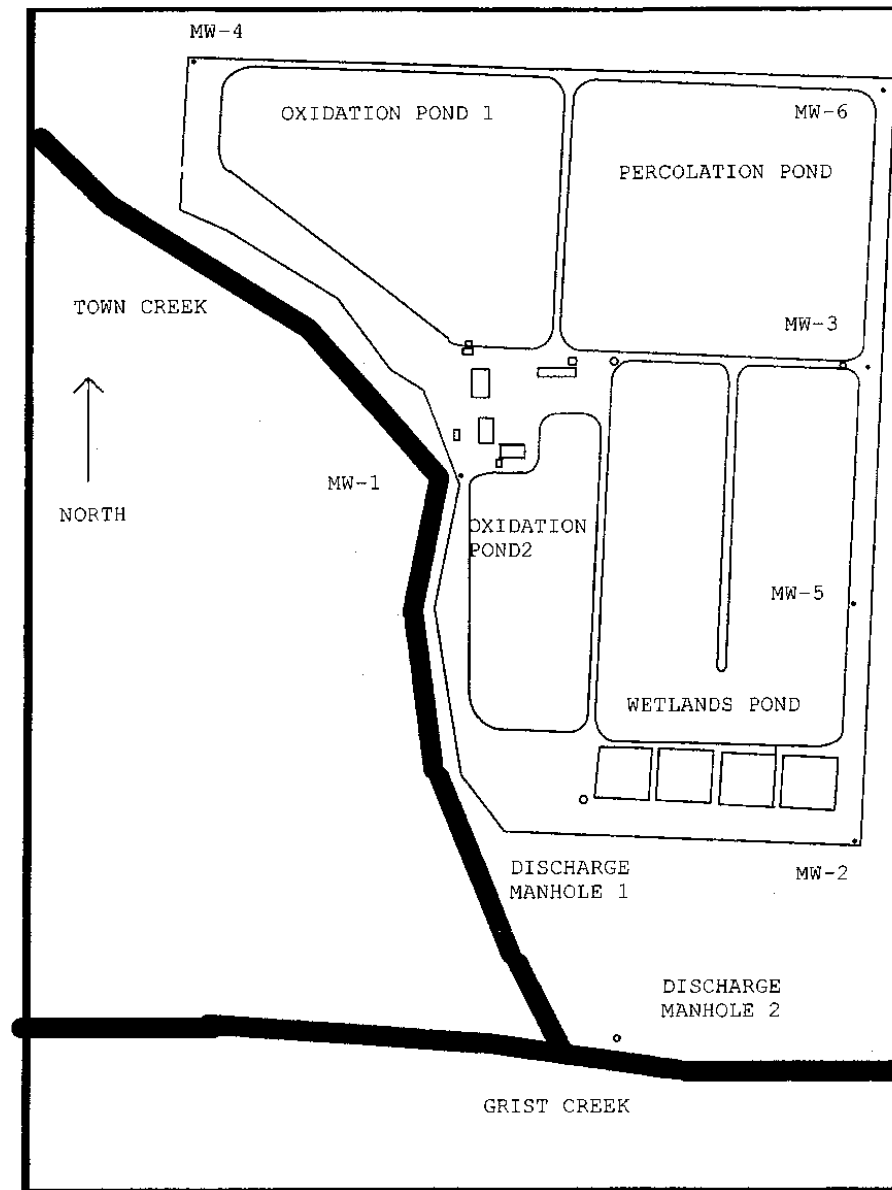 MW-4
OXIDATION POND 1
MW-6
PERCOLATION POND
TOWN CREEK
MW-3
MW-1
NORTH
OXIDATION
POND2
MW-5
WETLANDS POND
DISCHARGE
MANHOLE 1
MW-2
DISCHARGE
MANHOLE 2
GRIST CREEK